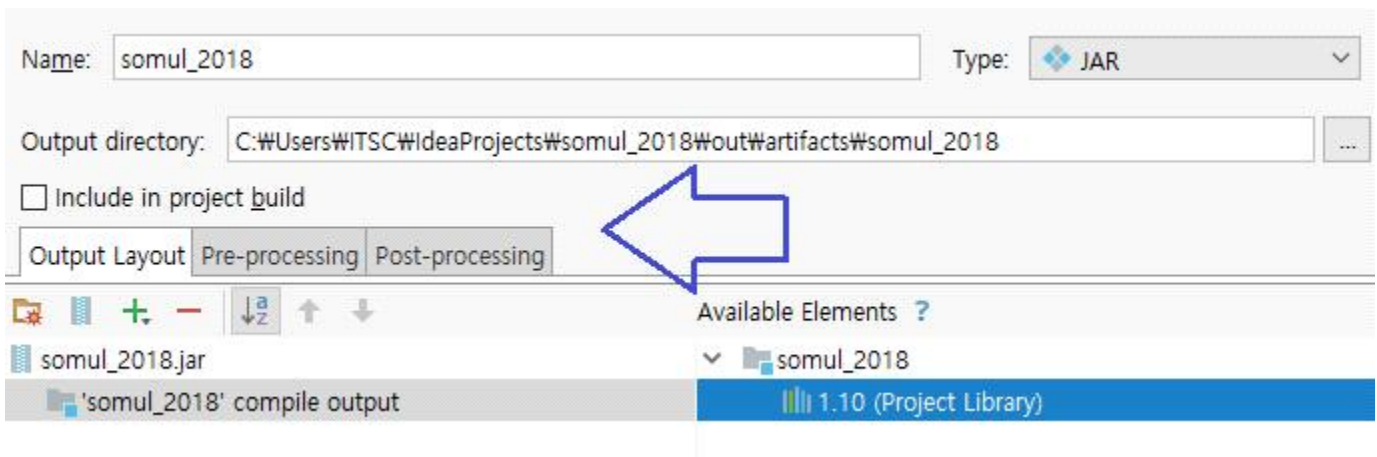 Name: somul_2018 Type: JAR
Output directory: C:₩Users₩ITSC₩IdeaProjects₩somul_2018₩out₩artifacts₩somul_2018 ...
Include in project build
Output Layout Pre-processing Post-processing
Available Elements ?
somul_2018.jar
'somul_2018' compile output
somul_2018
1.10 (Project Library)